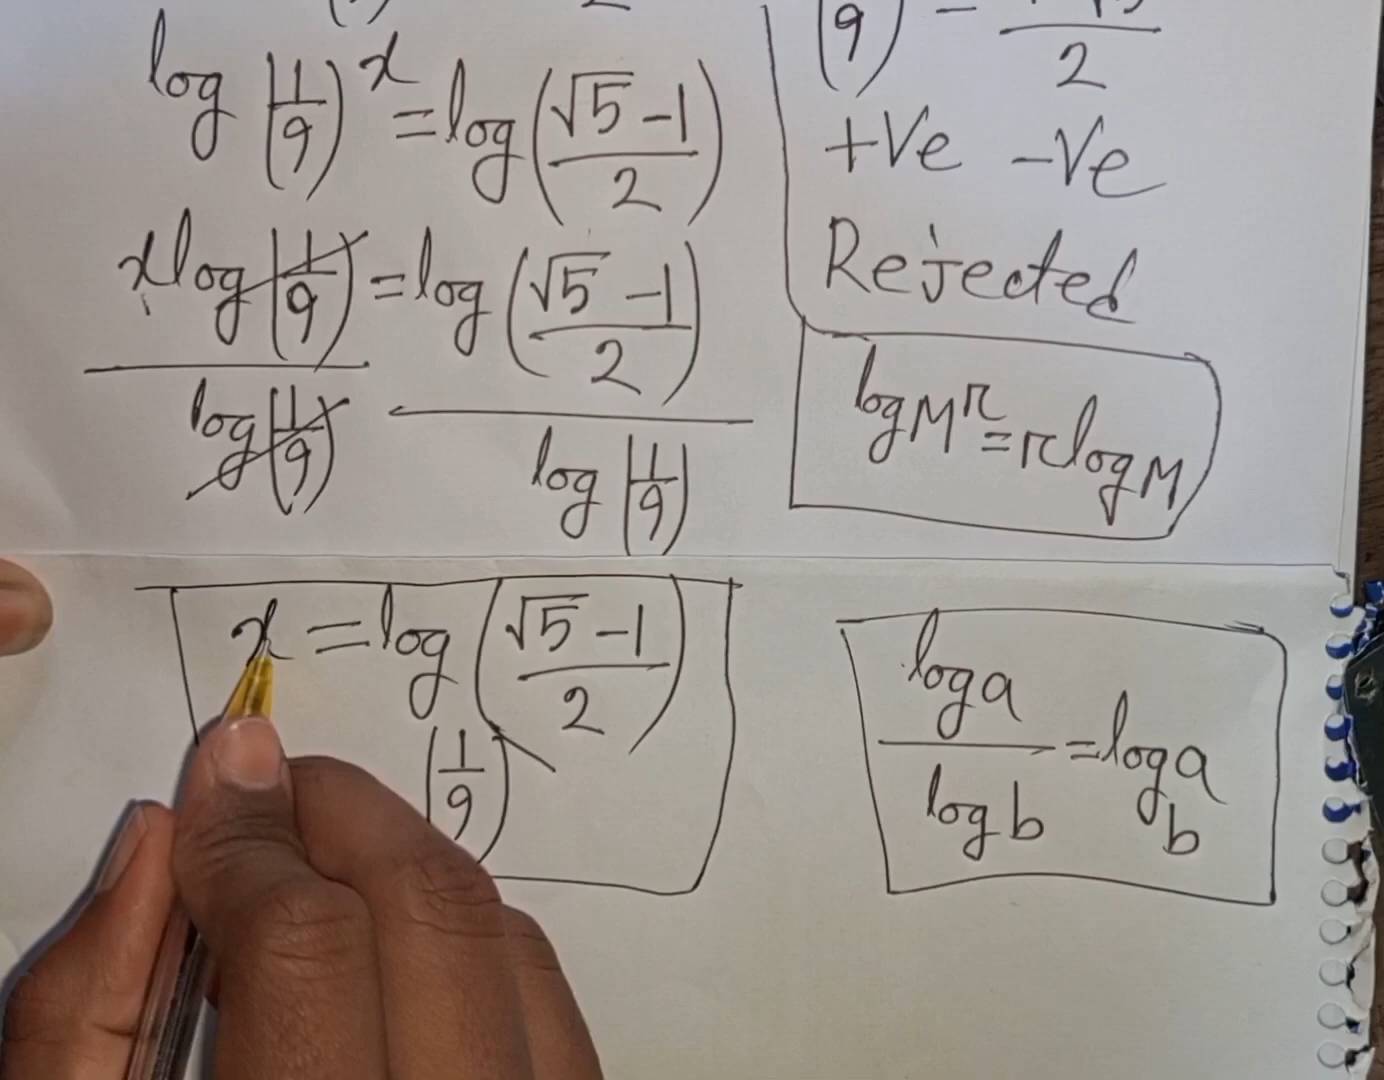 log (1/9)^x = log((√5 -1)/2)
x log(1/9) = log((√5 -1)/2)
log(1/9) log(1/9)
x = log_(1/9)((√5 -1)/2)
(9) - 2
+Ve -Ve
Rejected
log M^r = r log M
log a / log b = log_b a